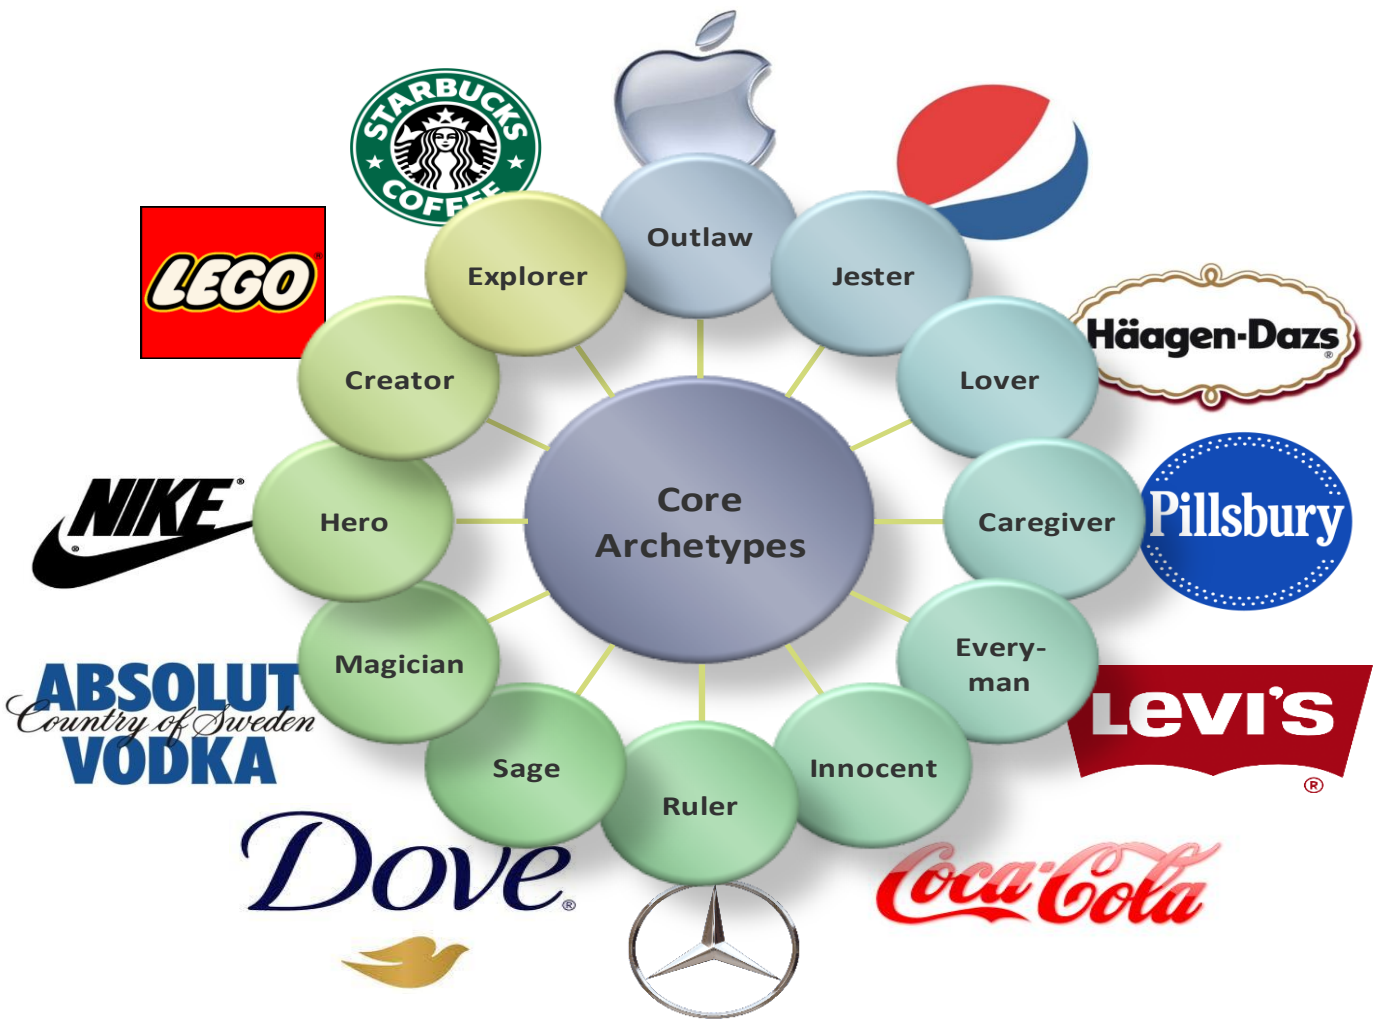 STARBUCKS
COFFEE
LEGO
®
Outlaw
Explorer
Jester
Häagen-Dazs
®
Creator
Lover
NIKE
®
®
Hero
Core
Archetypes
Caregiver
Pillsbury
Magician
Every-
man
ABSOLUT
Country of Sweden
VODKA
LEVI'S
®
Sage
Ruler
Innocent
Dove
®
Coca-Cola